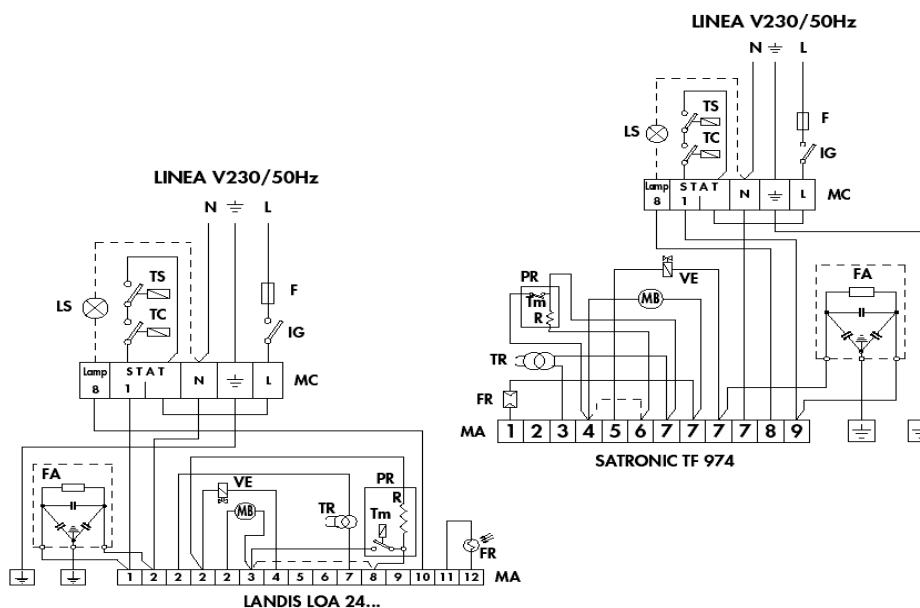 LINEA V230/50Hz
N L
TS
F
LS
TC
IG
Lamp 8 STAT 1 N L MC
PR
Tm
R
VE
MB
FA
TR
FR
MA 1 2 3 4 5 6 7 7 7 7 8 9
SATRONIC TF 974
LINEA V230/50Hz
N L
TS
F
LS
TC
IG
Lamp 8 STAT 1 N L MC
FA
VE
MB
TR
PR
R
Tm
FR
1 2 2 2 2 3 4 5 6 7 8 9 10 11 12 MA
LANDIS LOA 24...